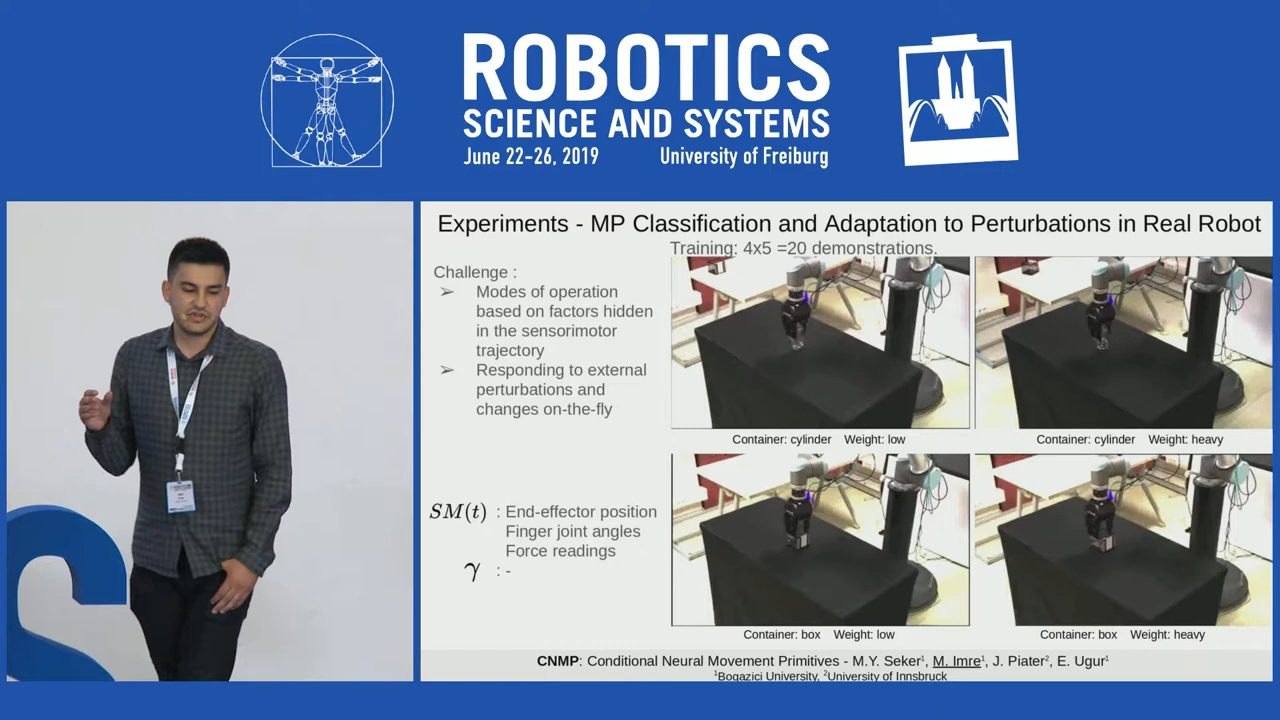 ROBOTICS
SCIENCE AND SYSTEMS
June 22-26, 2019 University of Freiburg
Experiments - MP Classification and Adaptation to Perturbations in Real Robot
Training: 4x5 =20 demonstrations.
Challenge :
➢ Modes of operation
based on factors hidden
in the sensorimotor
trajectory
➢ Responding to external
perturbations and
changes on-the-fly
Container: cylinder Weight: low
Container: cylinder Weight: heavy
SM(t) : End-effector position
Finger joint angles
Force readings
γ : -
Container: box Weight: low
Container: box Weight: heavy
CNMP: Conditional Neural Movement Primitives - M.Y. Seker¹, M. Imre¹, J. Piater², E. Ugur¹
¹Bogazici University, ²University of Innsbruck
S